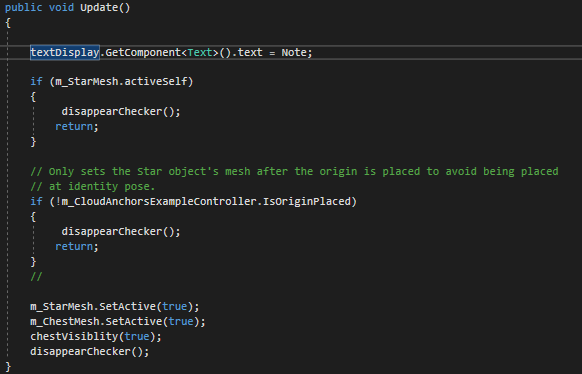 public void Update()
{
textDisplay.GetComponent<Text>().text = Note;
if (m_StarMesh.activeSelf)
{
disappearChecker();
return;
}
// Only sets the Star object's mesh after the origin is placed to avoid being placed
// at identity pose.
if (!m_CloudAnchorsExampleController.IsOriginPlaced)
{
disappearChecker();
return;
}
//
m_StarMesh.SetActive(true);
m_ChestMesh.SetActive(true);
chestVisiblity(true);
disappearChecker();
}